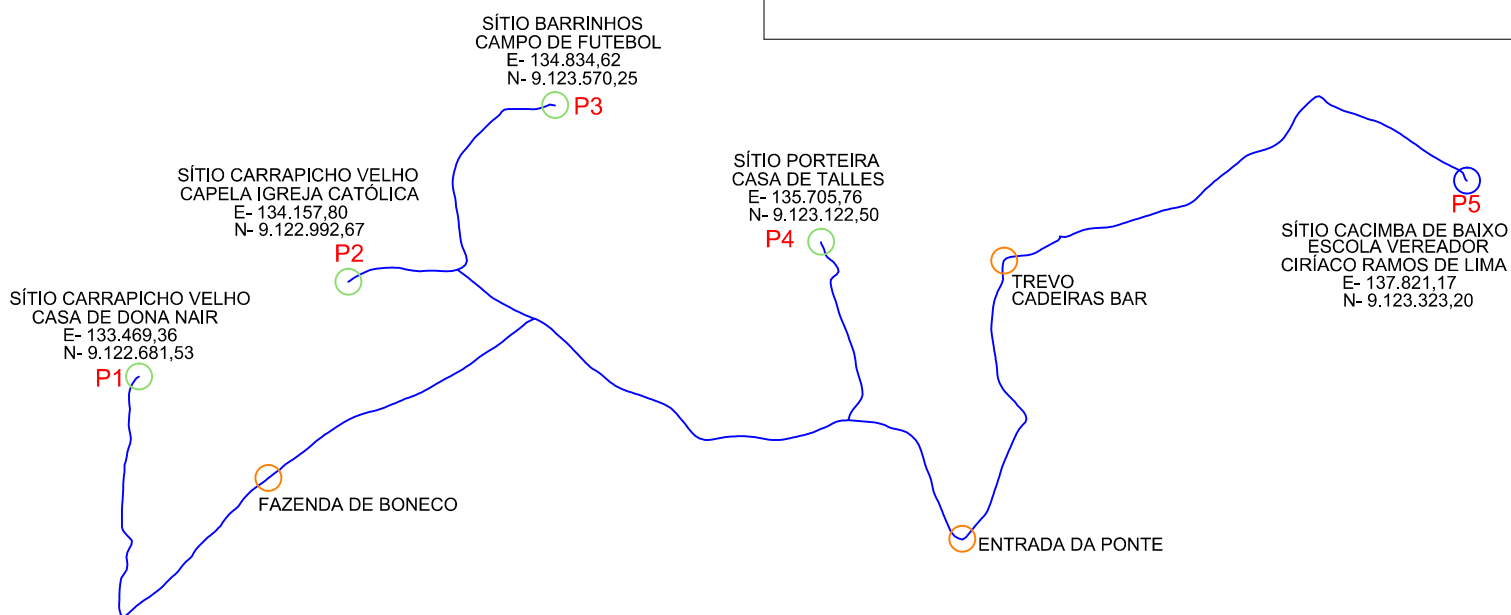 SÍTIO BARRINHOS
CAMPO DE FUTEBOL
E- 134.834,62
N- 9.123.570,25
P3
SÍTIO CARRAPICHO VELHO
CAPELA IGREJA CATÓLICA
E- 134.157,80
N- 9.122.992,67
P2
SÍTIO PORTEIRA
CASA DE TALLES
E- 135.705,76
N- 9.123.122,50
P4
P5
SÍTIO CACIMBA DE BAIXO
ESCOLA VEREADOR
CIRÍACO RAMOS DE LIMA
E- 137.821,17
N- 9.123.323,20
TREVO
CADEIRAS BAR
SÍTIO CARRAPICHO VELHO
CASA DE DONA NAIR
E- 133.469,36
N- 9.122.681,53
P1
FAZENDA DE BONECO
ENTRADA DA PONTE